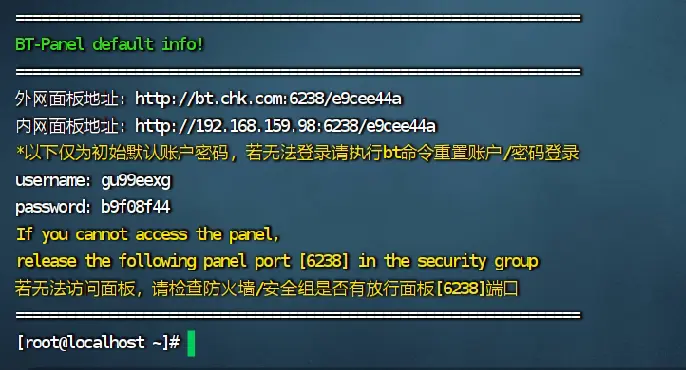 ==================================================================
BT-Panel default info!
==================================================================
外网面板地址: http://bt.chk.com:6238/e9cee44a
内网面板地址: http://192.168.159.98:6238/e9cee44a
*以下仅为初始默认账户密码，若无法登录请执行bt命令重置账户/密码登录
username: gu99eexg
password: b9f08f44
If you cannot access the panel,
release the following panel port [6238] in the security group
若无法访问面板，请检查防火墙/安全组是否有放行面板[6238]端口
==================================================================
[root@localhost ~]#